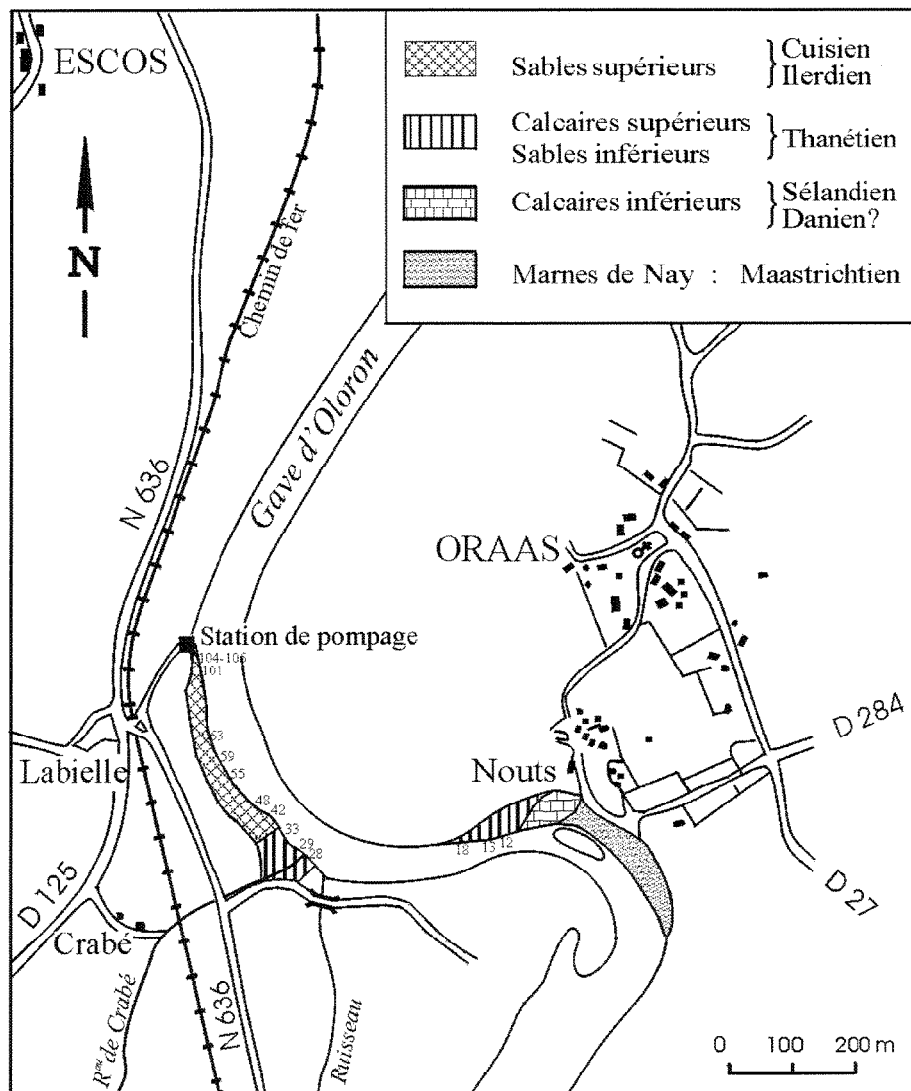 ESCOS
Sables supérieurs } Cuisien
Ilerdien
Calcaires supérieurs
Sables inférieurs } Thanétien
Calcaires inférieurs } Sélandien
Danien?
Marnes de Nay : Maastrichtien
N
Chemin de fer
Gave d'Oloron
N 636
ORAAS
Station de pompage
104-106
101
63
59
55
48
42
33
29
28
Labielle
Nouts
D 284
18
13
12
D 125
D 27
Crabé
Rau de Crabé
N 636
Ruisseau
0 100 200 m